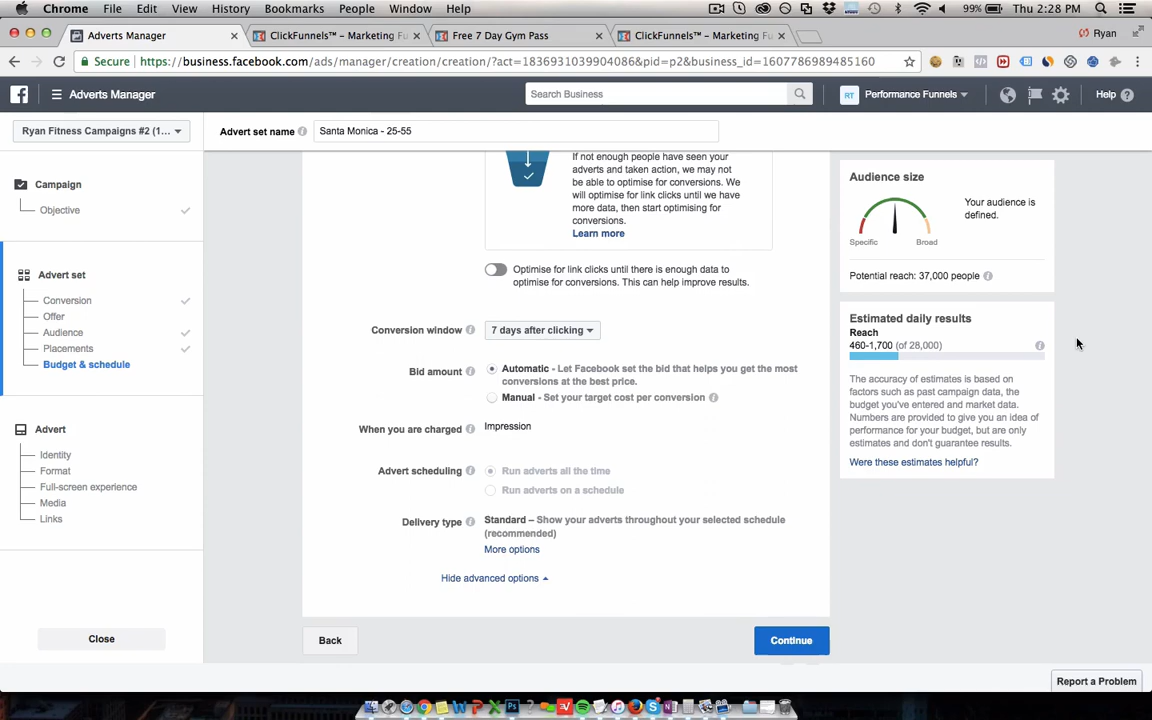 Chrome File Edit View History Bookmarks People Window Help 99% Thu 2:28 PM
Adverts Manager ClickFunnels™ – Marketing Fu Free 7 Day Gym Pass ClickFunnels™ – Marketing Fu Ryan
Secure https://business.facebook.com/ads/manager/creation/creation/?act=1836931039904086&pid=p2&business_id=1607786989485160
Adverts Manager Search Business RT Performance Funnels Help
Ryan Fitness Campaigns #2 (1... Advert set name Santa Monica - 25-55
Campaign
Objective
Advert set
Conversion
Offer
Audience
Placements
Budget & schedule
Advert
Identity
Format
Full-screen experience
Media
Links
Close
If not enough people have seen your
adverts and taken action, we may not
be able to optimise for conversions. We
will optimise for link clicks until we have
more data, then start optimising for
conversions.
Learn more
Optimise for link clicks until there is enough data to
optimise for conversions. This can help improve results.
Conversion window 7 days after clicking
Bid amount Automatic - Let Facebook set the bid that helps you get the most
conversions at the best price.
Manual - Set your target cost per conversion
When you are charged Impression
Advert scheduling Run adverts all the time
Run adverts on a schedule
Delivery type Standard – Show your adverts throughout your selected schedule
(recommended)
More options
Hide advanced options
Back Continue
Audience size
Your audience is
defined.
Specific Broad
Potential reach: 37,000 people
Estimated daily results
Reach
460-1,700 (of 28,000)
The accuracy of estimates is based on
factors such as past campaign data, the
budget you've entered and market data.
Numbers are provided to give you an idea of
performance for your budget, but are only
estimates and don't guarantee results.
Were these estimates helpful?
Report a Problem